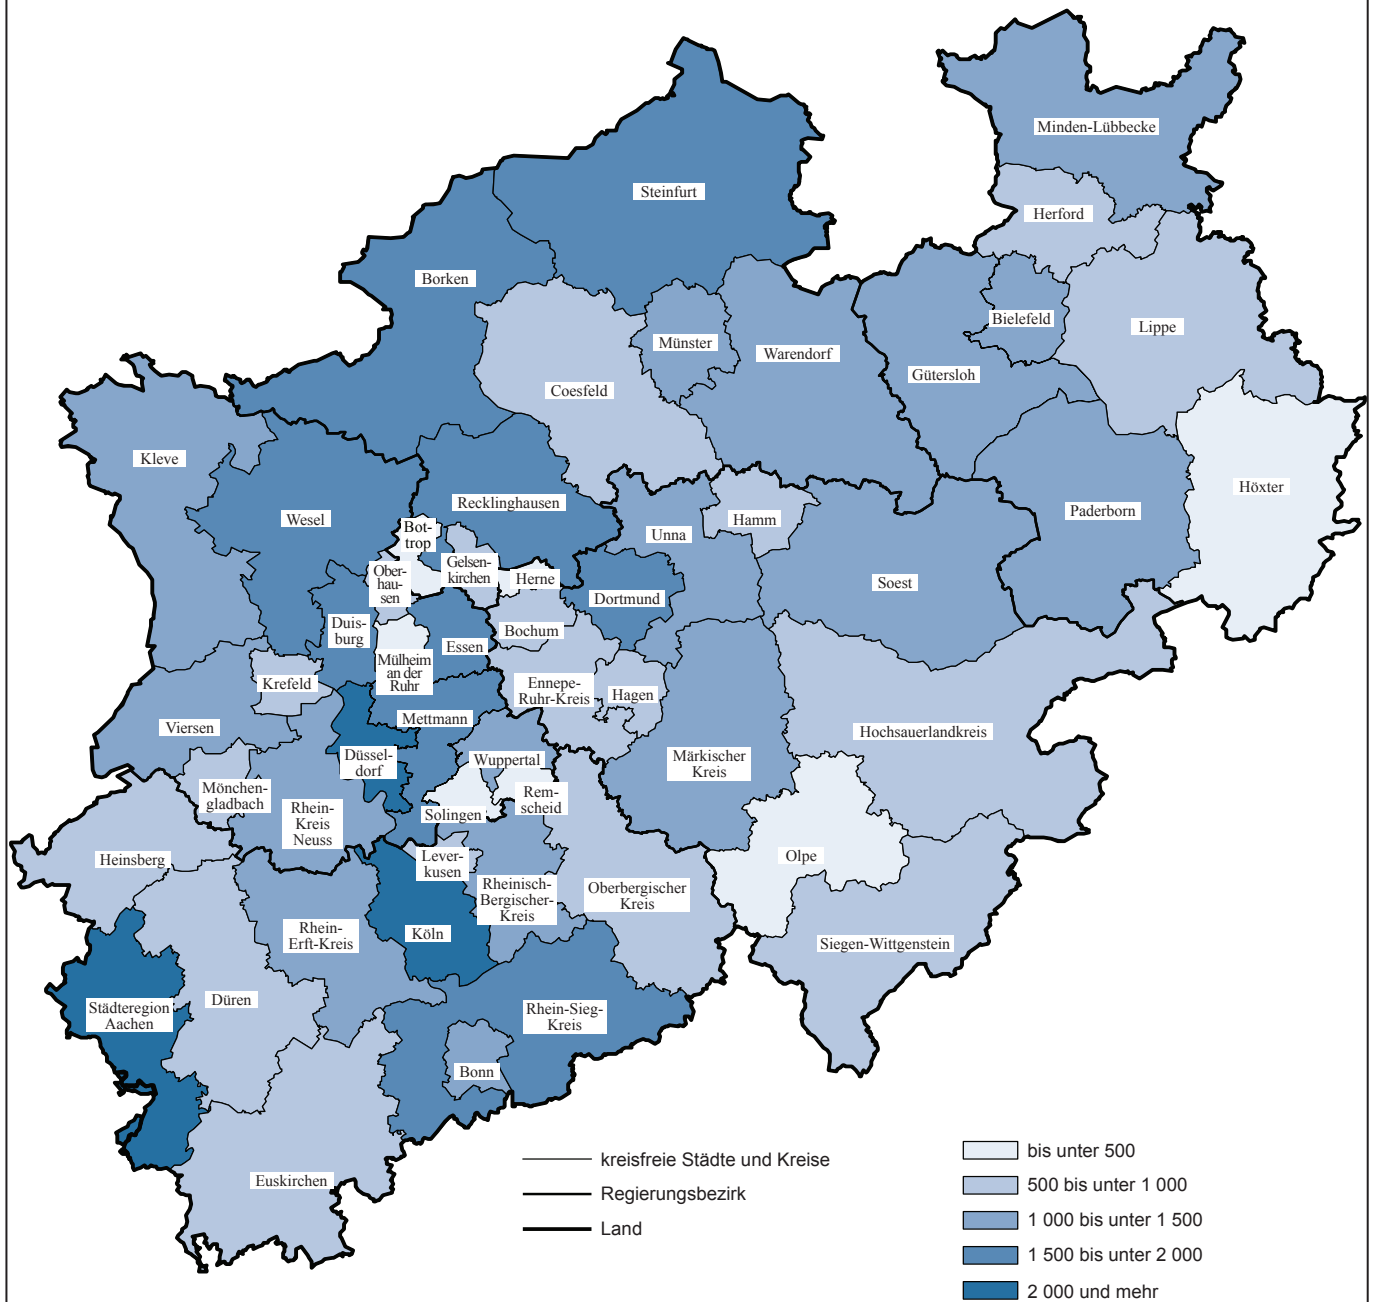 Minden-Lübbecke
Steinfurt
Herford
Borken
Bielefeld
Lippe
Münster
Warendorf
Gütersloh
Coesfeld
Kleve
Höxter
Recklinghausen
Paderborn
Wesel
Hamm
Unna
Bot-
trop
Gelsen-
kirchen
Ober-
hau-
sen
Herne
Soest
Dortmund
Duis-
burg
Bochum
Essen
Mülheim
an der
Ruhr
Krefeld
Ennepe-
Ruhr-Kreis
Hagen
Viersen
Mettmann
Hochsauerlandkreis
Düssel-
dorf
Wuppertal
Märkischer
Kreis
Mönchen-
gladbach
Rem-
scheid
Rhein-
Kreis
Neuss
Solingen
Heinsberg
Lever-
kusen
Olpe
Rheinisch-
Bergischer-
Kreis
Oberbergischer
Kreis
Rhein-
Erft-Kreis
Köln
Siegen-Wittgenstein
Düren
Städteregion
Aachen
Rhein-Sieg-
Kreis
Bonn
Euskirchen
kreisfreie Städte und Kreise
Regierungsbezirk
Land
bis unter 500
500 bis unter 1 000
1 000 bis unter 1 500
1 500 bis unter 2 000
2 000 und mehr